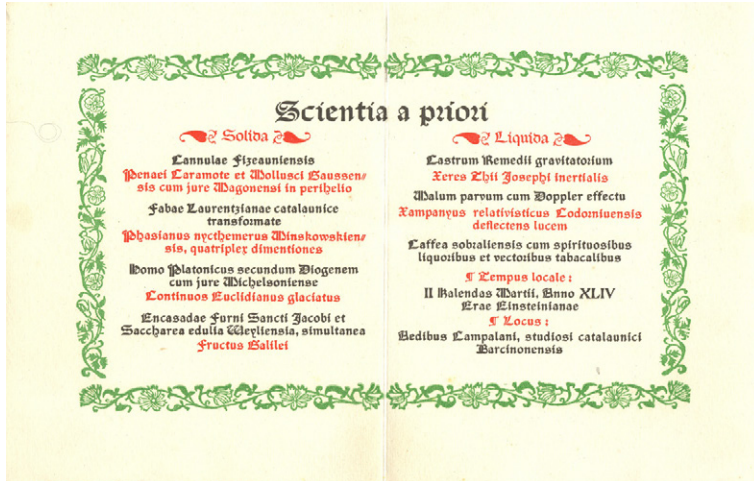 Scientia a priori
Solida
Cannulae Fizeauniensis
Penaei Caramote et Mollusci Gaussen=
sis cum jure Magonensi in perihelio
Fabae Laurentzianae catalaunice
transformate
Phasianus nycthemerus Minskowskien=
sis, quatriplex dimentiones
Homo Platonicus secundum Diogenem
cum jure Michelsoniense
Continuos Euclidianus glaciatus
Encasadae Furni Sancti Jacobi et
Saccharea edulia Weyliensia, simultanea
Fructus Galilei
Liquida
Castrum Remedii gravitatorium
Xeres Thii Josephi inertialis
Malum parvum cum Doppler effectu
Xampanyus relativisticus Codorniuensis
deflectens lucem
Caffea sobraliensis cum spirituosibus
liquoribus et vectoribus tabacalibus
¶ Tempus locale:
II Kalendas Martii. Anno XLIV
Erae Einsteinianae
¶ Locus:
Aedibus Campalani, studiosi catalaunici
Barcinonensis